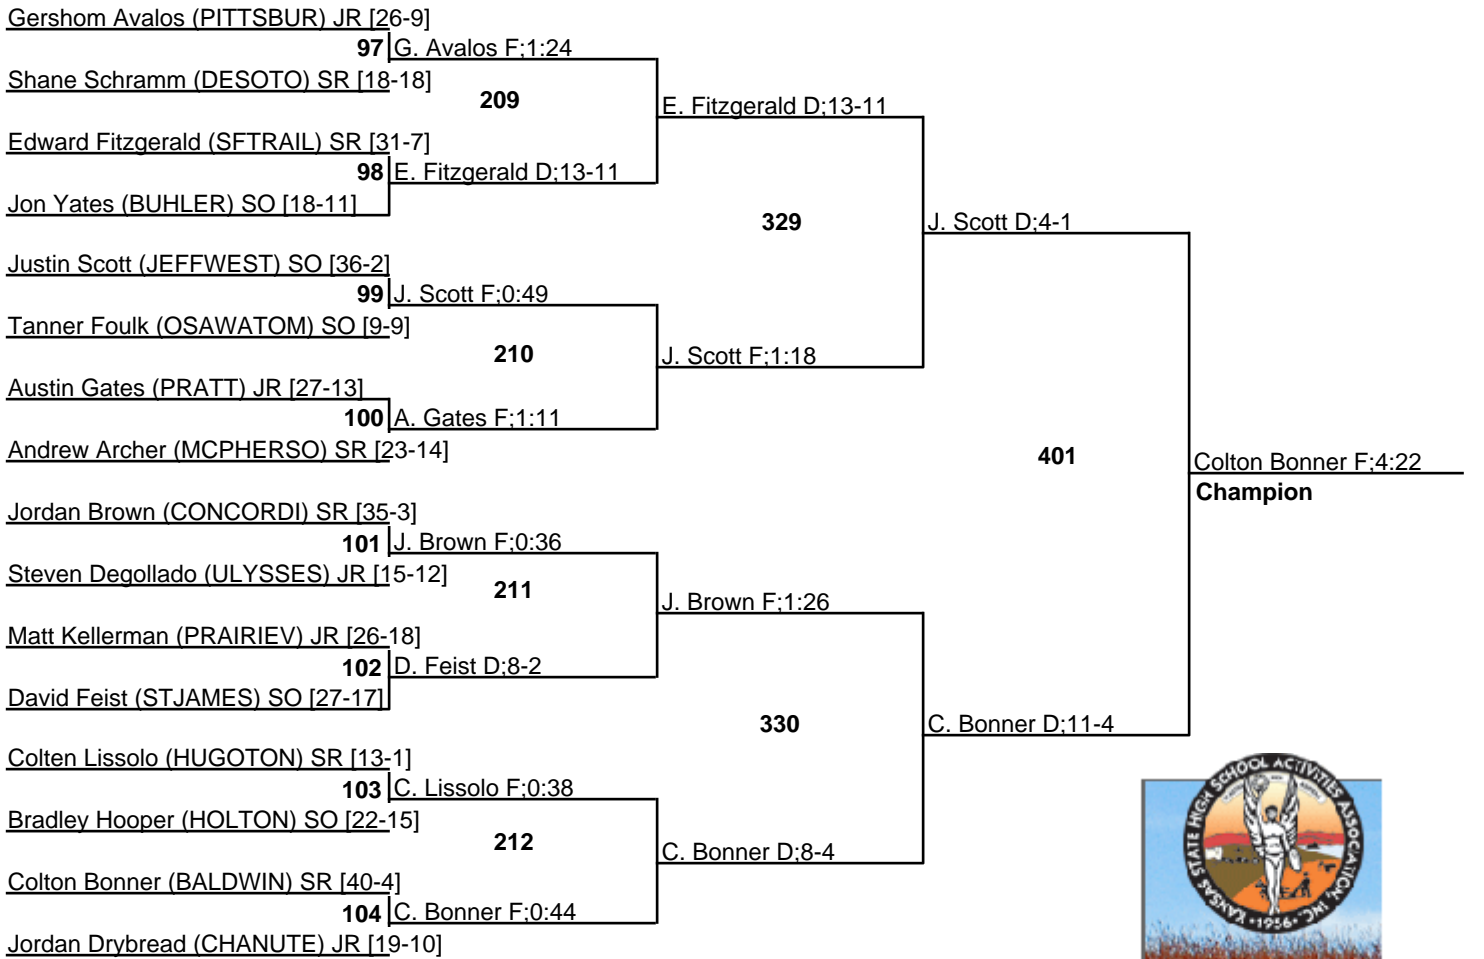 Gershom Avalos (PITTSBUR) JR [26-9]
97 G. Avalos F;1:24
Shane Schramm (DESOTO) SR [18-18]
209
E. Fitzgerald D;13-11
Edward Fitzgerald (SFTRAIL) SR [31-7]
98 E. Fitzgerald D;13-11
Jon Yates (BUHLER) SO [18-11]
329
J. Scott D;4-1
Justin Scott (JEFFWEST) SO [36-2]
99 J. Scott F;0:49
Tanner Foulk (OSAWATOM) SO [9-9]
210
J. Scott F;1:18
Austin Gates (PRATT) JR [27-13]
100 A. Gates F;1:11
Andrew Archer (MCPHERSO) SR [23-14]
401
Colton Bonner F;4:22
Champion
Jordan Brown (CONCORDI) SR [35-3]
101 J. Brown F;0:36
Steven Degollado (ULYSSES) JR [15-12]
211
J. Brown F;1:26
Matt Kellerman (PRAIRIEV) JR [26-18]
102 D. Feist D;8-2
David Feist (STJAMES) SO [27-17]
330
C. Bonner D;11-4
Colten Lissolo (HUGOTON) SR [13-1]
103 C. Lissolo F;0:38
Bradley Hooper (HOLTON) SO [22-15]
212
C. Bonner D;8-4
Colton Bonner (BALDWIN) SR [40-4]
104 C. Bonner F;0:44
Jordan Drybread (CHANUTE) JR [19-10]
KANSAS STATE HIGH SCHOOL ACTIVITIES ASSOCIATION, INC.
•1956•